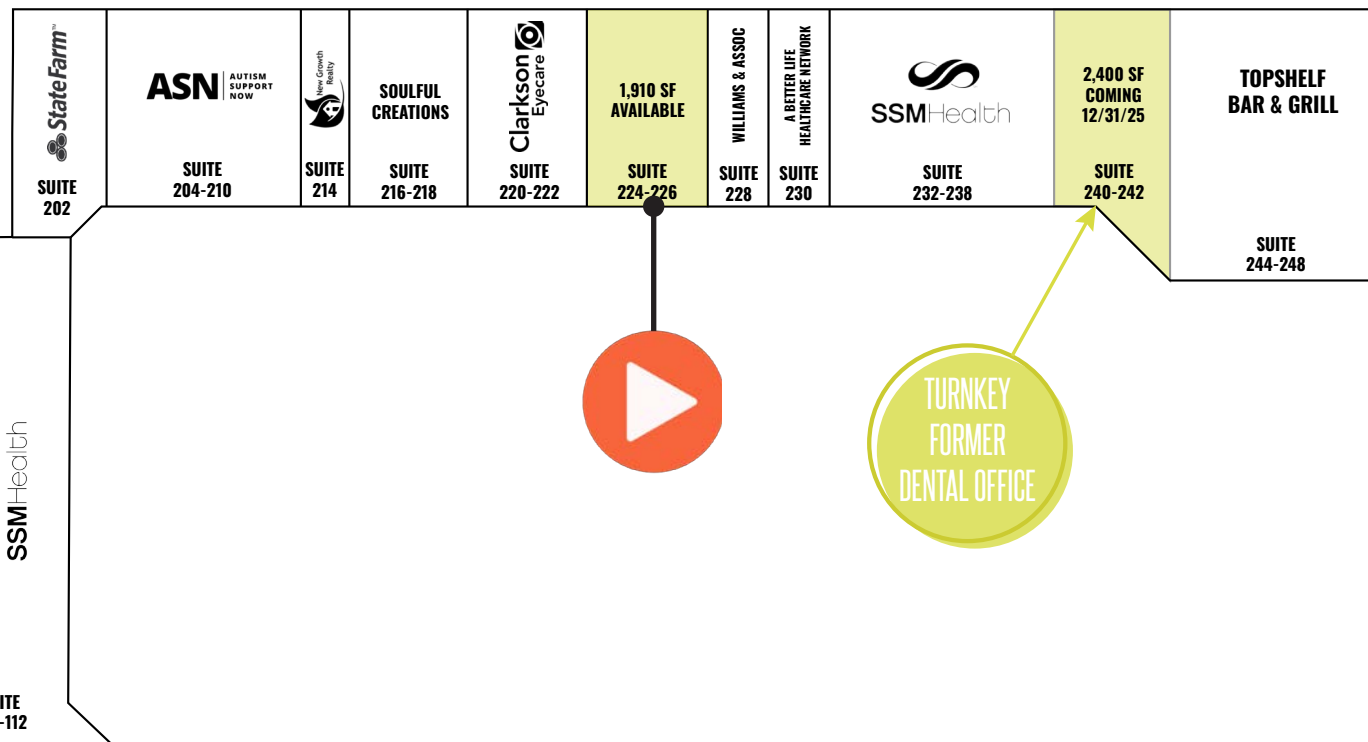 StateFarm™
SUITE
202
ASN
AUTISM
SUPPORT
NOW
SUITE
204-210
New Growth
Realty
SUITE
214
SOULFUL
CREATIONS
SUITE
216-218
Clarkson
Eyecare
SUITE
220-222
1,910 SF
AVAILABLE
SUITE
224-226
WILLIAMS & ASSOC
SUITE
228
A BETTER LIFE
HEALTHCARE NETWORK
SUITE
230
SSMHealth
SUITE
232-238
2,400 SF
COMING
12/31/25
SUITE
240-242
TOPSHELF
BAR & GRILL
SUITE
244-248
TURNKEY
FORMER
DENTAL OFFICE
SSMHealth
ITE
-112